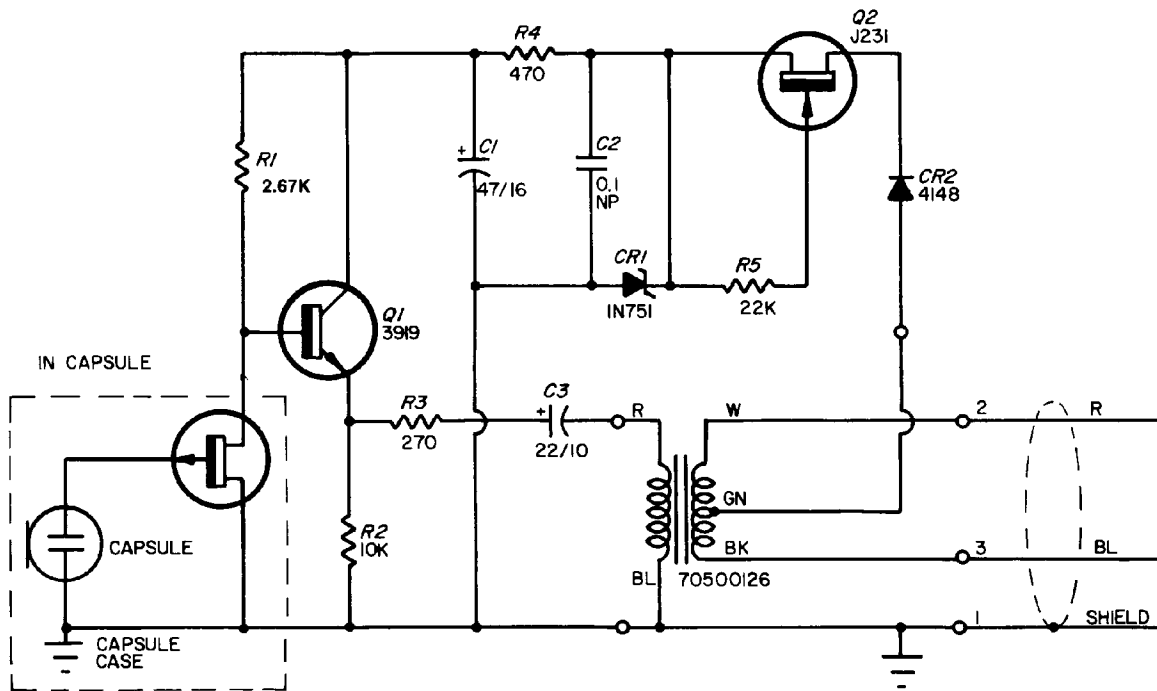 Q2
J231
R4
470
R1
2.67K
+ C1
47/16
C2
0.1
NP
CR2
4148
CR1
1N751
R5
22K
Q1
3919
IN CAPSULE
R3
270
C3
+
22/10
R
W
2
R
GN
CAPSULE
R2
10K
BK
3
BL
BL
70500126
CAPSULE
CASE
1
SHIELD